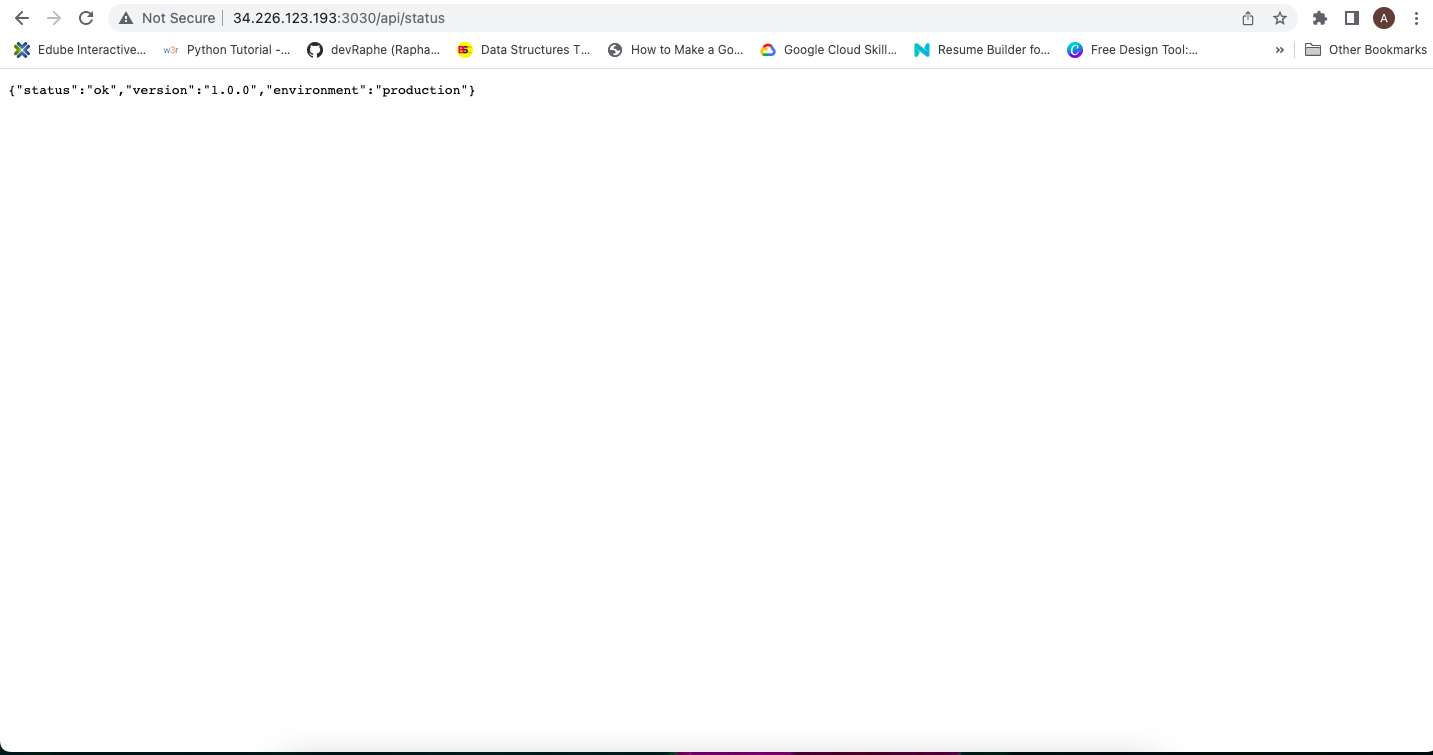 Not Secure 34.226.123.193:3030/api/status A
Edube Interactive... w3r Python Tutorial -... devRaphe (Rapha... Data Structures T... How to Make a Go... Google Cloud Skill... Resume Builder fo... Free Design Tool:... » Other Bookmarks
{"status":"ok","version":"1.0.0","environment":"production"}